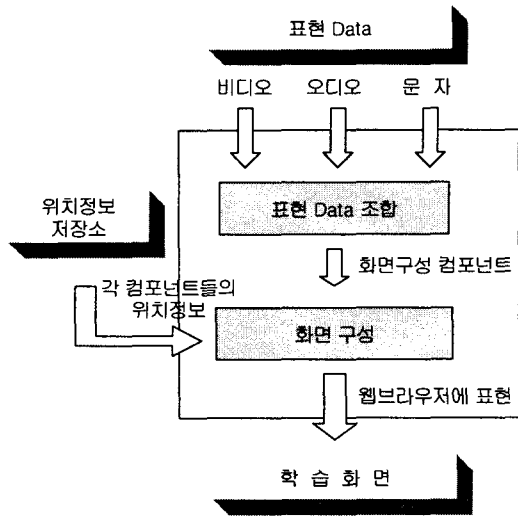 표현 Data
비디오 오디오 문 자
표현 Data 조합
위치정보
저장소
화면구성 컴포넌트
각 컴포넌트들의
위치정보
화면 구성
웹브라우저에 표현
학 습 화 면